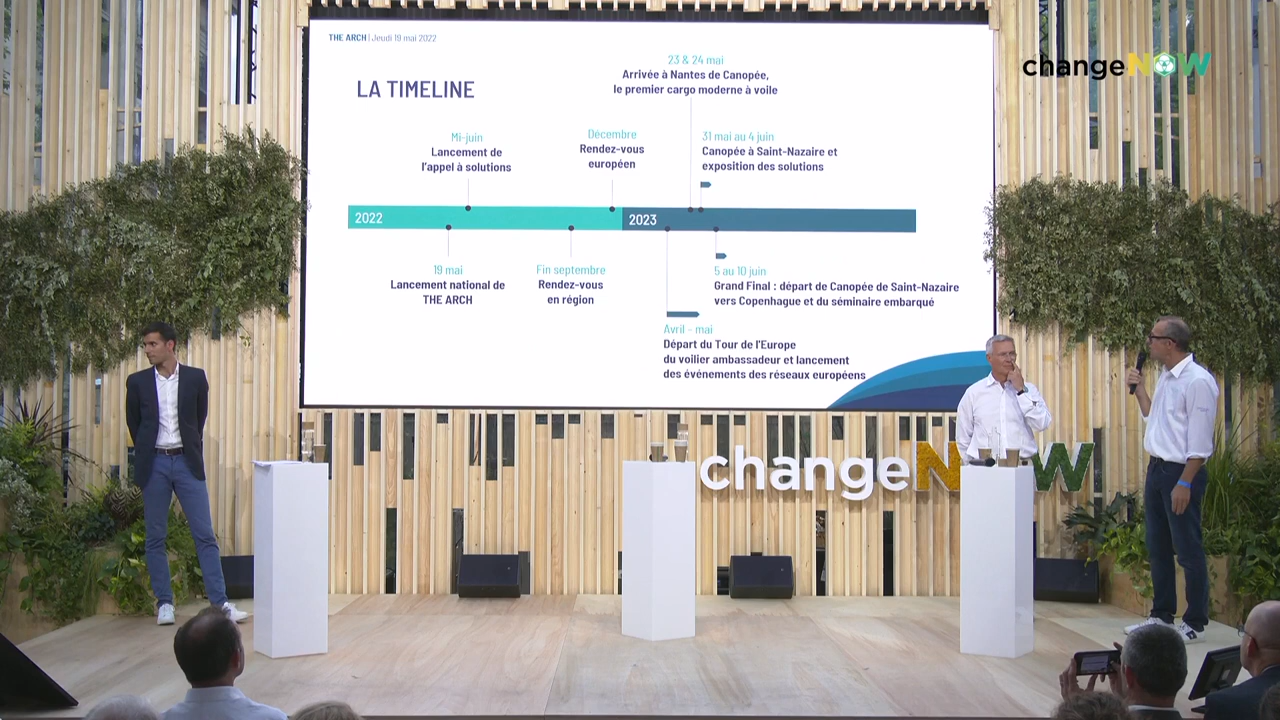 THE ARCH | Jeudi 19 mai 2022
changeNOW
LA TIMELINE
23 & 24 mai
Arrivée à Nantes de Canopée,
le premier cargo moderne à voile
Mi-juin
Lancement de
l'appel à solutions
Décembre
Rendez-vous
européen
31 mai au 4 juin
Canopée à Saint-Nazaire et
exposition des solutions
2022
2023
19 mai
Lancement national de
THE ARCH
Fin septembre
Rendez-vous
en région
5 au 10 juin
Grand Final : départ de Canopée de Saint-Nazaire
vers Copenhague et du séminaire embarqué
Avril - mai
Départ du Tour de l'Europe
du voilier ambassadeur et lancement
des événements des réseaux européens
changeNOW